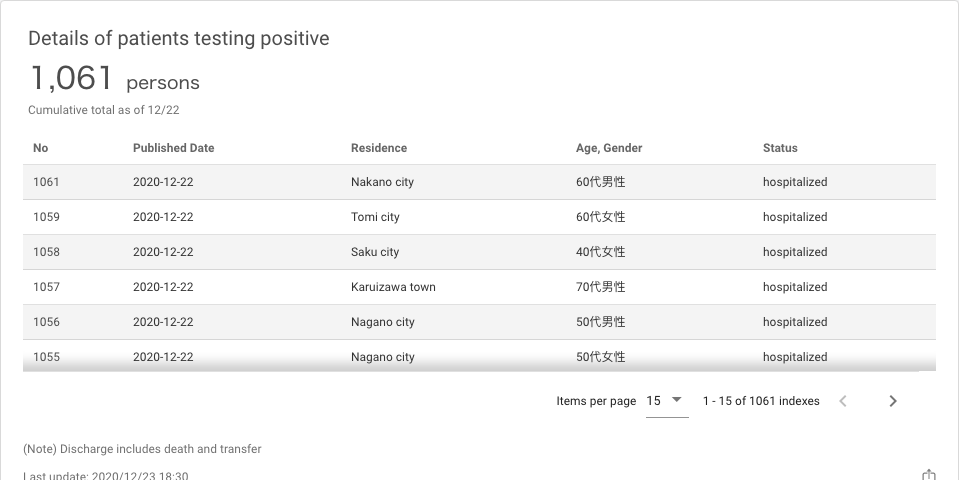 Details of patients testing positive
1,061 persons
Cumulative total as of 12/22
No Published Date Residence Age, Gender Status
1061 2020-12-22 Nakano city 60代男性 hospitalized
1059 2020-12-22 Tomi city 60代女性 hospitalized
1058 2020-12-22 Saku city 40代女性 hospitalized
1057 2020-12-22 Karuizawa town 70代男性 hospitalized
1056 2020-12-22 Nagano city 50代男性 hospitalized
1055 2020-12-22 Nagano city 50代女性 hospitalized
Items per page 15 1 - 15 of 1061 indexes
(Note) Discharge includes death and transfer
Last update: 2020/12/23 18:30